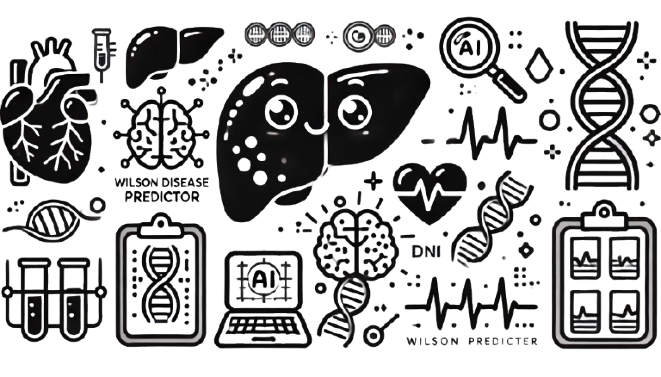 AI
WILSON DISEASE
PREDICTOR
DNI
AI
WILSON PREDICTER